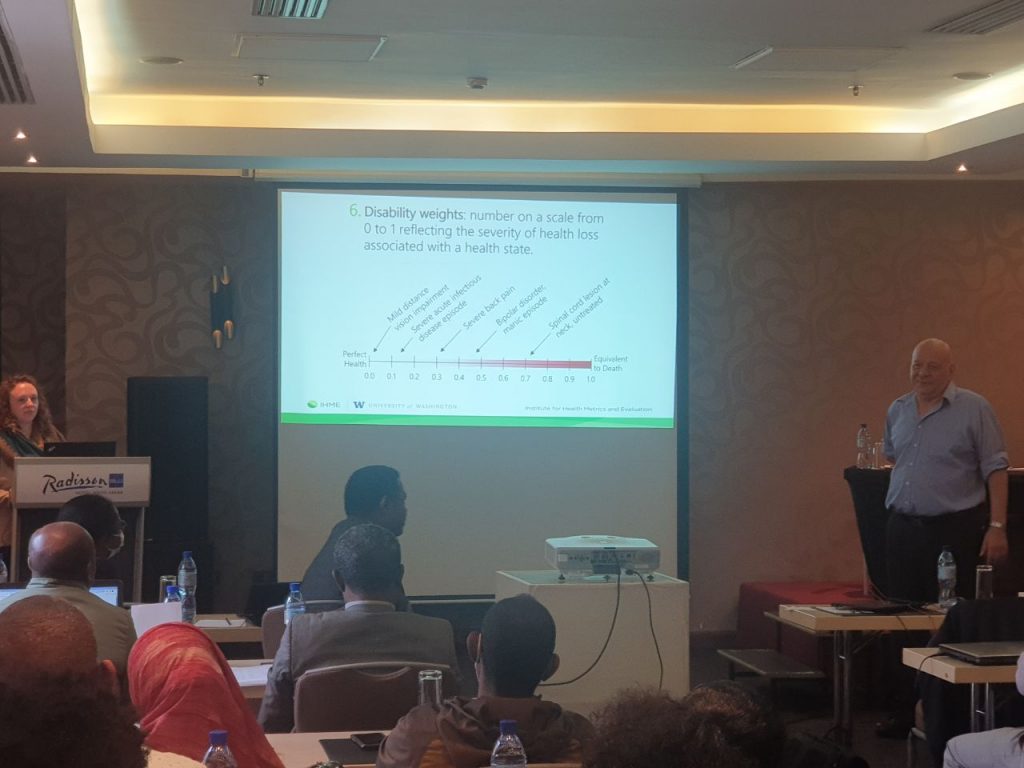 6. Disability weights: number on a scale from
0 to 1 reflecting the severity of health loss
associated with a health state.
Mild distance
vision impairment
Severe acute infectious
disease episode
Severe back pain
Bipolar disorder,
manic episode
Spinal cord lesion at
neck, untreated
Perfect
Health
Equivalent
to Death
0.0 0.1 0.2 0.3 0.4 0.5 0.6 0.7 0.8 0.9 1.0
IHME W UNIVERSITY of WASHINGTON Institute for Health Metrics and Evaluation
Radisson